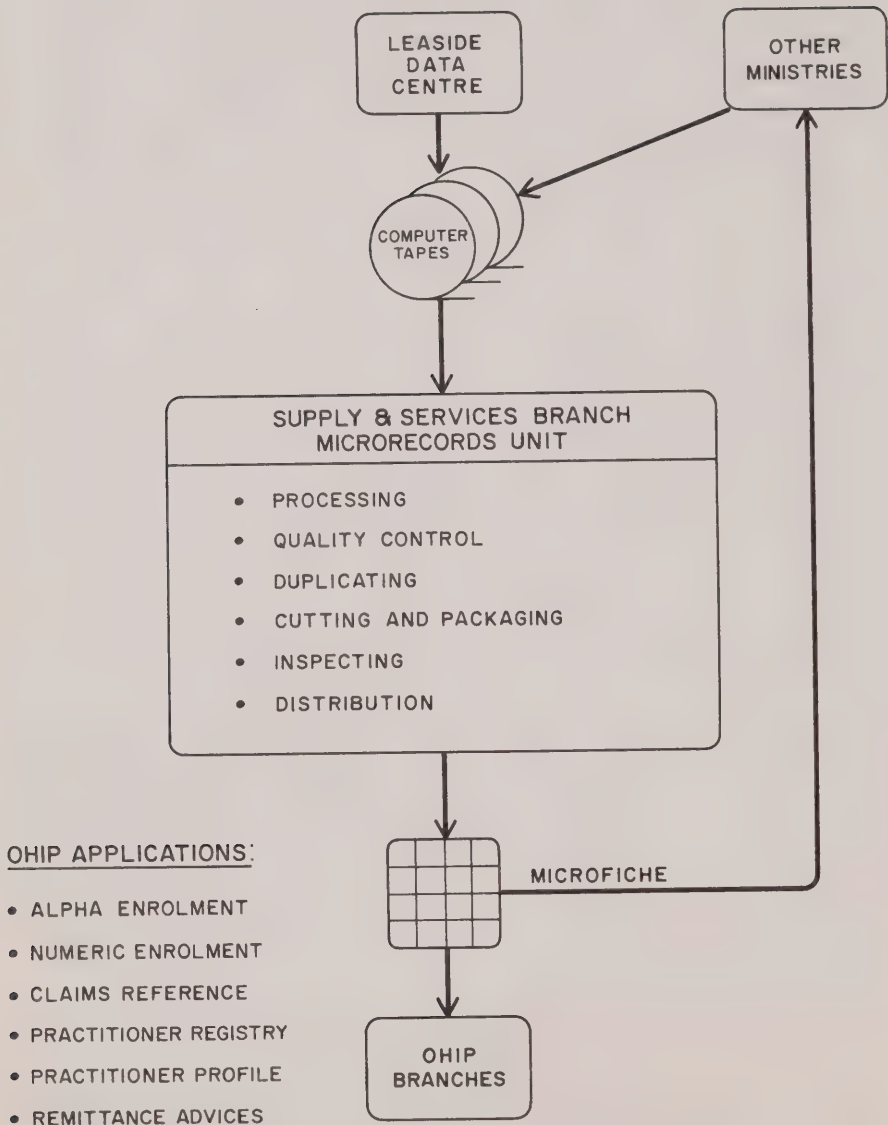 LEASIDE
DATA
CENTRE
OTHER
MINISTRIES
COMPUTER
TAPES
SUPPLY & SERVICES BRANCH
MICRORECORDS UNIT
• PROCESSING
• QUALITY CONTROL
• DUPLICATING
• CUTTING AND PACKAGING
• INSPECTING
• DISTRIBUTION
MICROFICHE
OHIP APPLICATIONS:
• ALPHA ENROLMENT
• NUMERIC ENROLMENT
• CLAIMS REFERENCE
• PRACTITIONER REGISTRY
• PRACTITIONER PROFILE
• REMITTANCE ADVICES
OHIP
BRANCHES